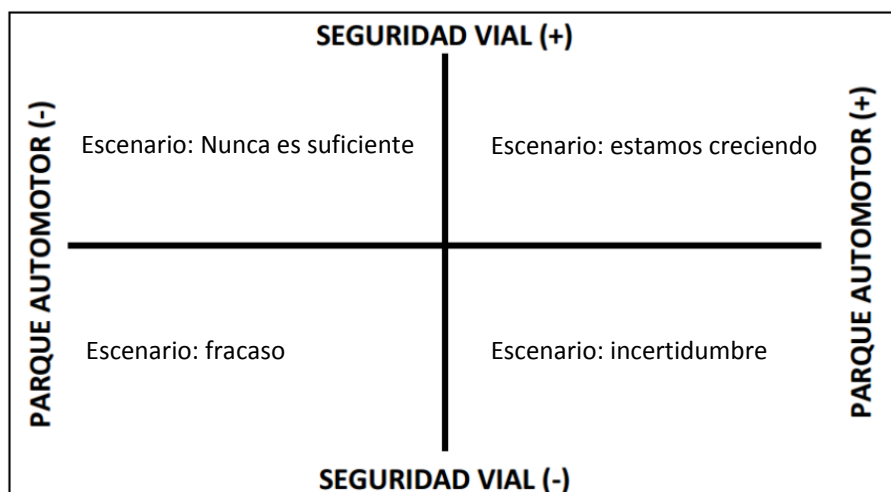 SEGURIDAD VIAL (+)
PARQUE AUTOMOTOR (-)
Escenario: Nunca es suficiente
Escenario: estamos creciendo
PARQUE AUTOMOTOR (+)
Escenario: fracaso
Escenario: incertidumbre
SEGURIDAD VIAL (-)